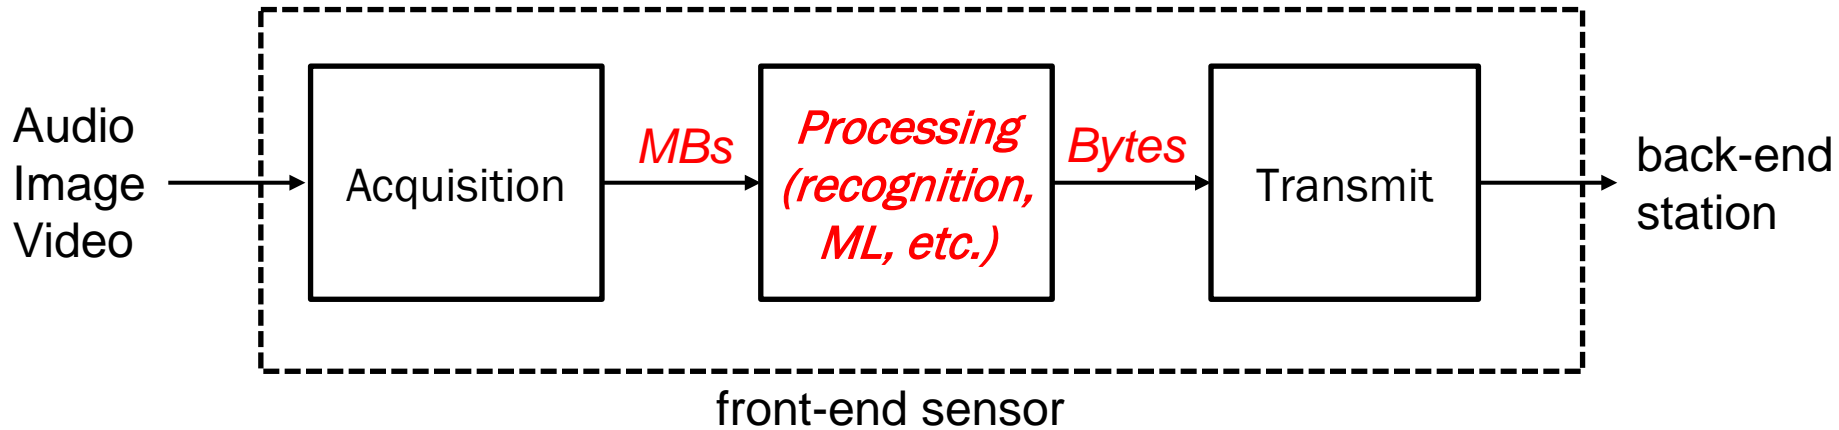 Audio
Image
Video
Acquisition
MBs
Processing
(recognition,
ML, etc.)
Bytes
Transmit
back-end
station
front-end sensor